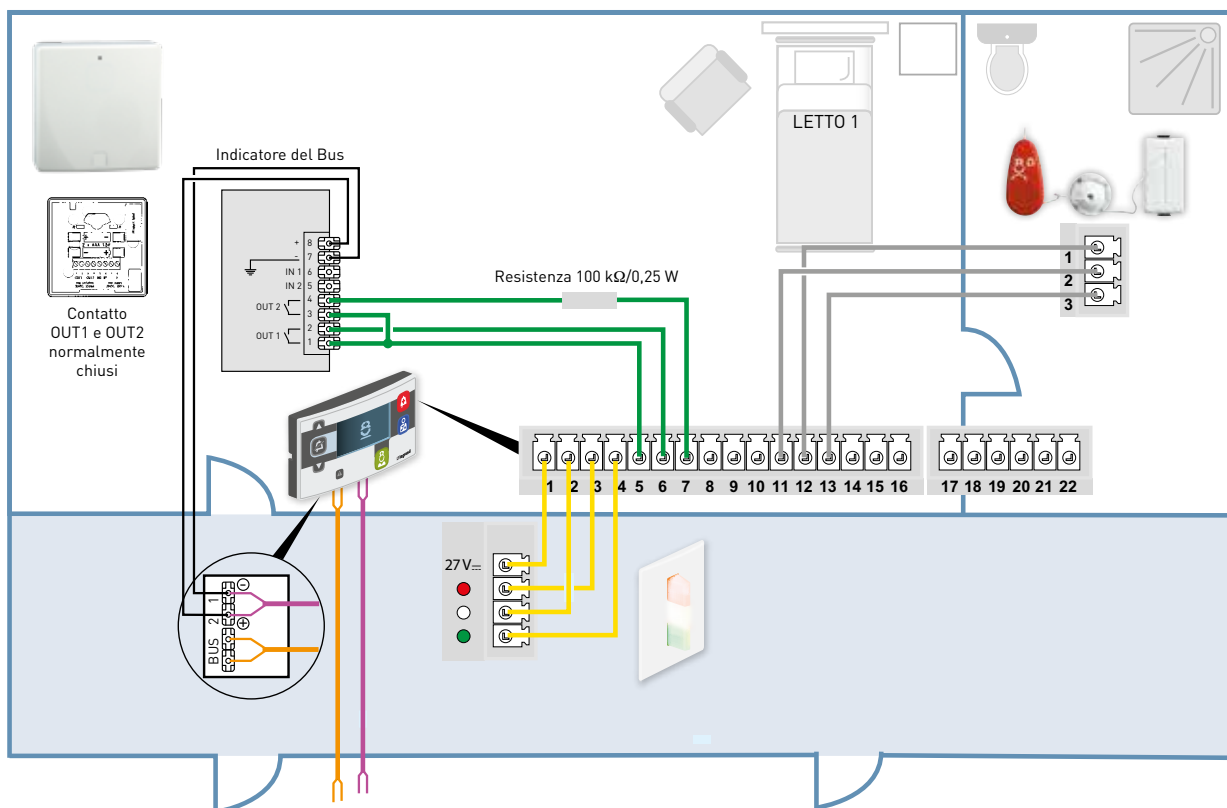 LETTO 1
Indicatore del Bus
+ 8
- 7
IN 1 6
IN 2 5
OUT 2 4
3
OUT 1 2
1
Resistenza 100 kΩ/0,25 W
Contatto
OUT1 e OUT2
normalmente
chiusi
1
2
3
1 2 3 4 5 6 7 8 9 10 11 12 13 14 15 16
17 18 19 20 21 22
27 V
1
2
BUS